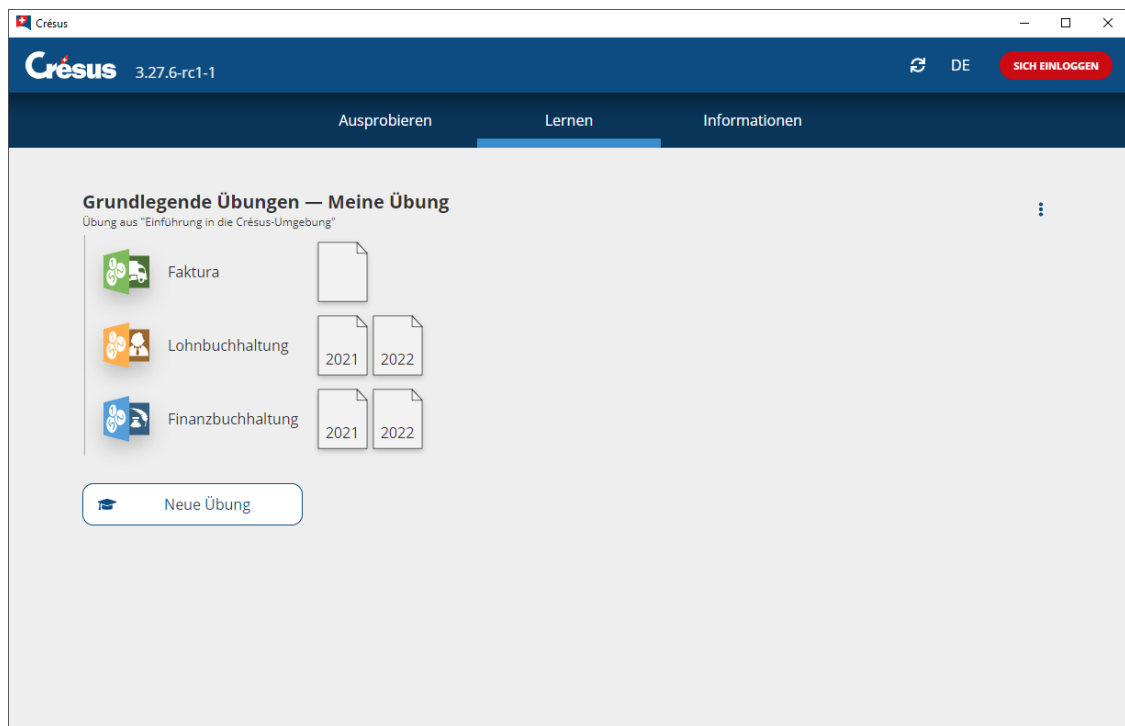 Crésus
Crésus 3.27.6-rc1-1 DE SICH EINLOGGEN
Ausprobieren Lernen Informationen
Grundlegende Übungen — Meine Übung
Übung aus "Einführung in die Crésus-Umgebung"
Faktura
Lohnbuchhaltung 2021 2022
Finanzbuchhaltung 2021 2022
Neue Übung